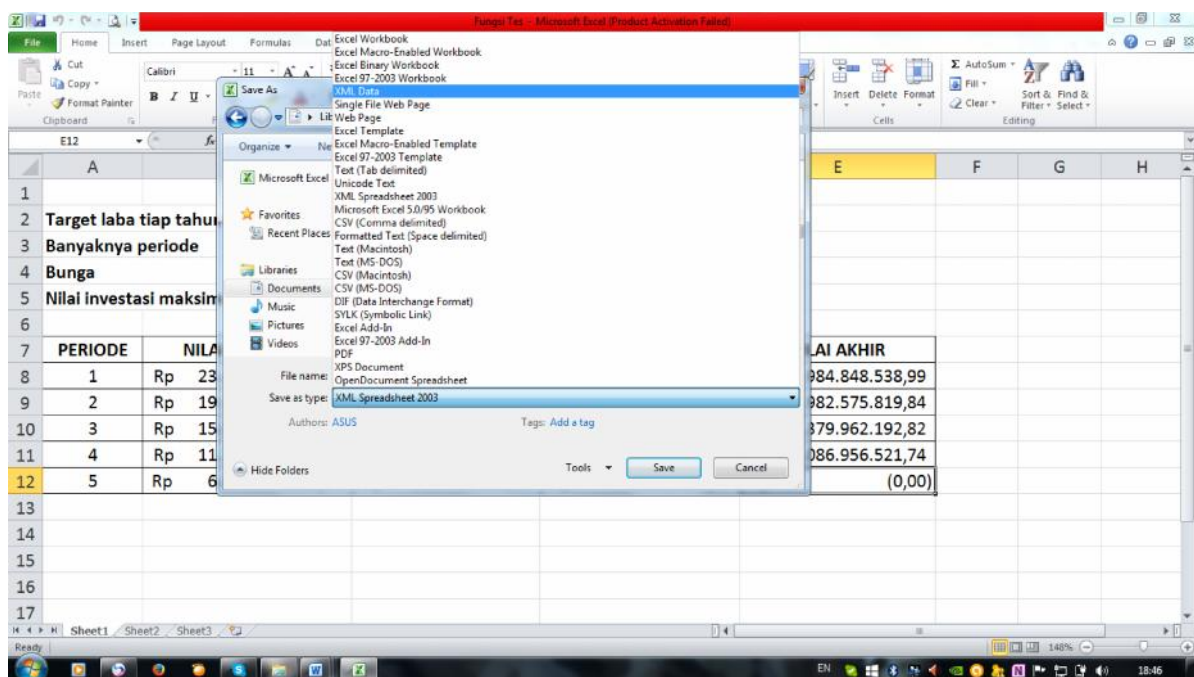 Fungsi Tes - Microsoft Excel (Product Activation Failed)
File Home Insert Page Layout Formulas Dat
Cut
Copy
Format Painter
Paste
Clipboard
Calibri 11
B I U
Insert Delete Format
Cells
AutoSum
Fill
Clear
Sort & Filter
Find & Select
Editing
E12
Save As
Organize Ne
Microsoft Excel
Favorites
Recent Places
Libraries
Documents
Music
Pictures
Videos
Excel Workbook
Excel Macro-Enabled Workbook
Excel Binary Workbook
Excel 97-2003 Workbook
XML Data
Single File Web Page
Web Page
Excel Template
Excel Macro-Enabled Template
Excel 97-2003 Template
Text (Tab delimited)
Unicode Text
XML Spreadsheet 2003
Microsoft Excel 5.0/95 Workbook
CSV (Comma delimited)
Formatted Text (Space delimited)
Text (Macintosh)
Text (MS-DOS)
CSV (Macintosh)
CSV (MS-DOS)
DIF (Data Interchange Format)
SYLK (Symbolic Link)
Excel Add-In
Excel 97-2003 Add-In
PDF
XPS Document
OpenDocument Spreadsheet
File name:
Save as type: XML Spreadsheet 2003
Authors: ASUS Tags: Add a tag
Hide Folders Tools Save Cancel
A E F G H
1
2 Target laba tiap tahu
3 Banyaknya periode
4 Bunga
5 Nilai investasi maksim
6
7 PERIODE NILA LAI AKHIR
8 1 Rp 23 984.848.538,99
9 2 Rp 19 982.575.819,84
10 3 Rp 15 379.962.192,82
11 4 Rp 11 086.956.521,74
12 5 Rp 6 (0,00)
13
14
15
16
17
Sheet1 Sheet2 Sheet3
Ready 148%
EN 18:46